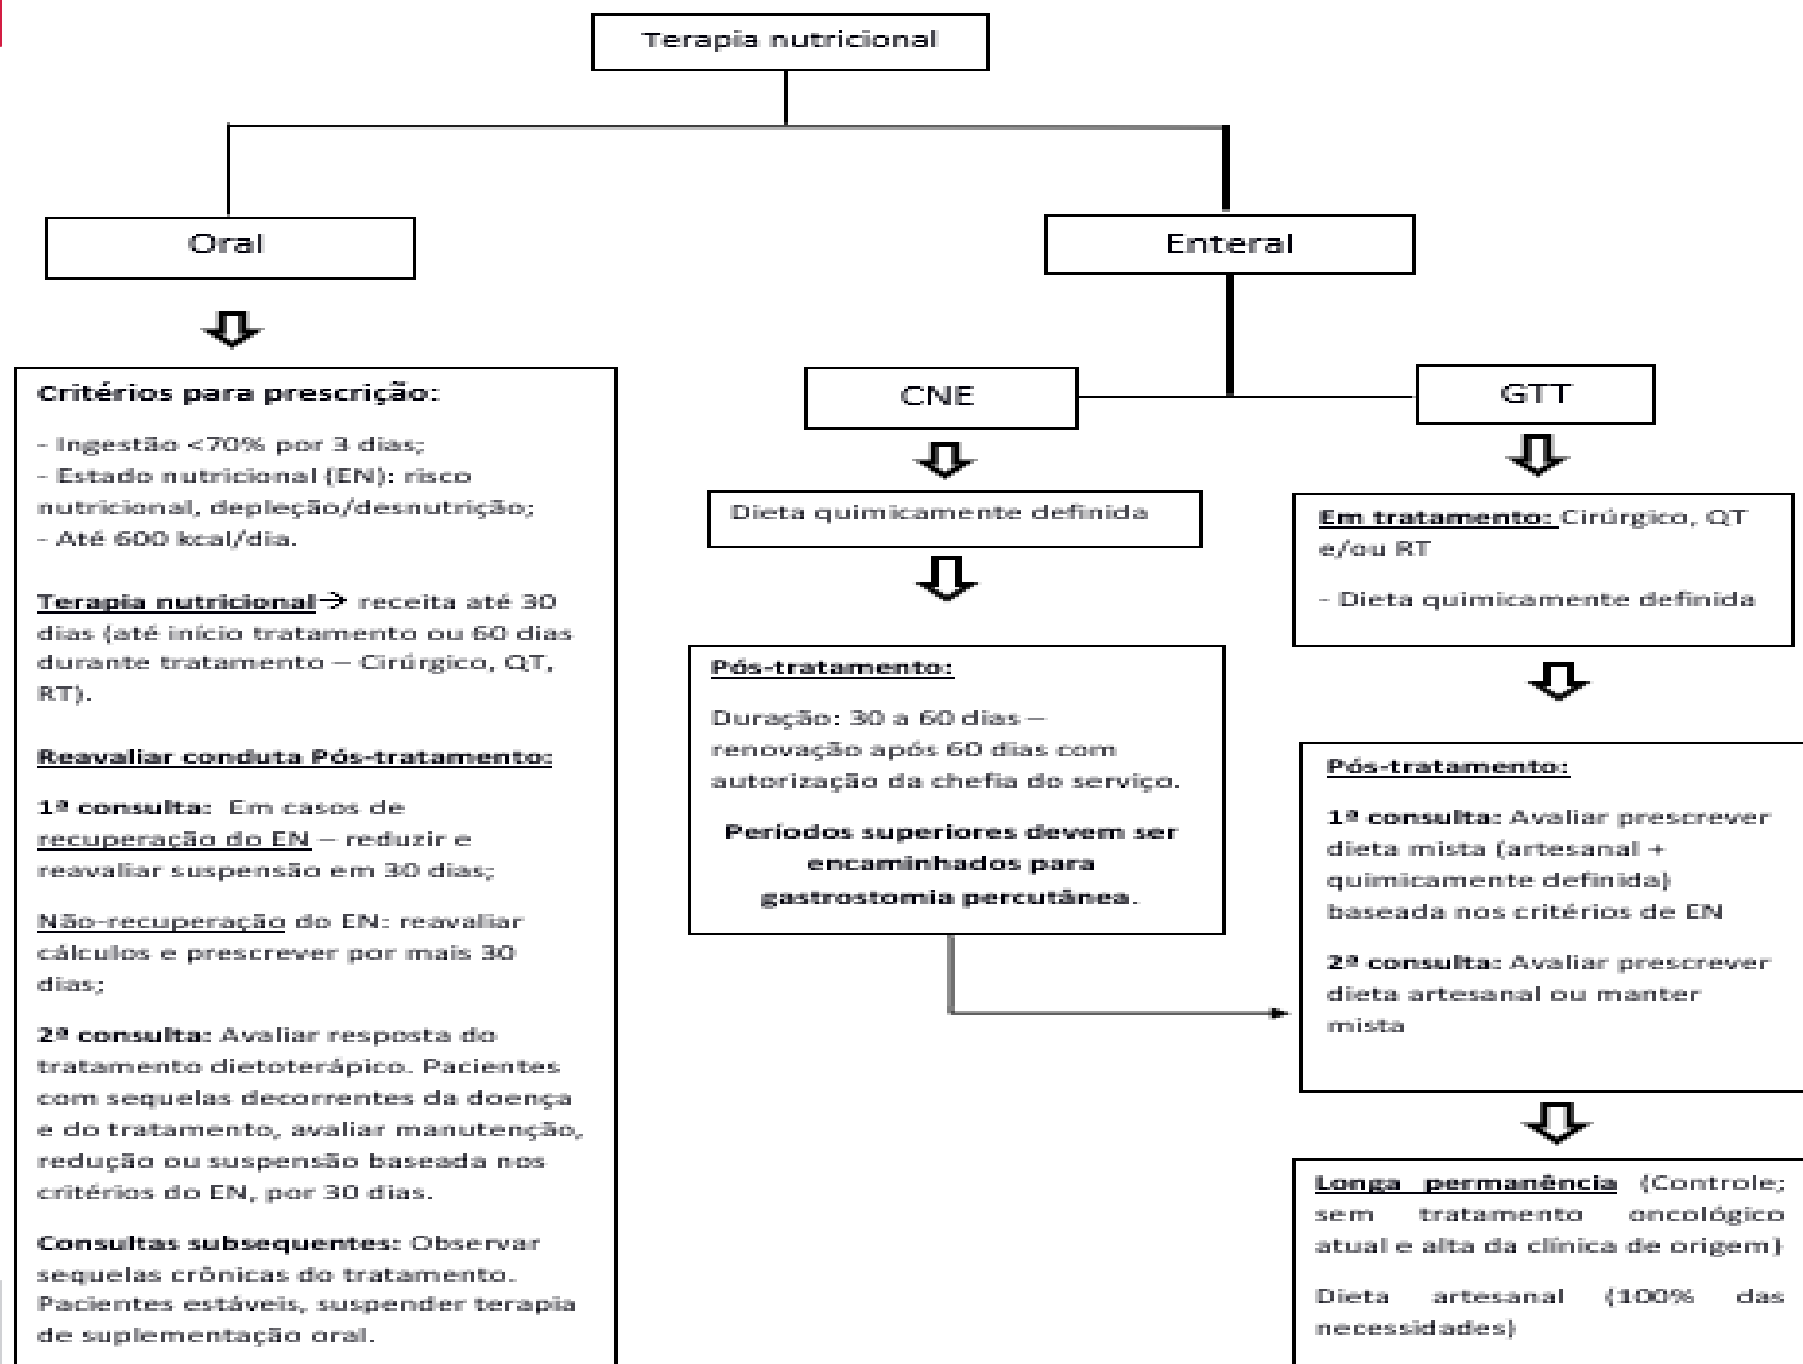 Terapia nutricional
Oral
Enteral
Critérios para prescrição:
- Ingestão <70% por 3 dias;
- Estado nutricional (EN): risco
nutricional, depleção/desnutrição;
- Até 600 kcal/dia.
Terapia nutricional→ receita até 30
dias (até início tratamento ou 60 dias
durante tratamento – Cirúrgico, QT,
RT).
Reavaliar conduta Pós-tratamento:
1ª consulta: Em casos de
recuperação do EN – reduzir e
reavaliar suspensão em 30 dias;
Não-recuperação do EN: reavaliar
cálculos e prescrever por mais 30
dias;
2ª consulta: Avaliar resposta do
tratamento dietoterápico. Pacientes
com sequelas decorrentes da doença
e do tratamento, avaliar manutenção,
redução ou suspensão baseada nos
critérios do EN, por 30 dias.
Consultas subsequentes: Observar
sequelas crônicas do tratamento.
Pacientes estáveis, suspender terapia
de suplementação oral.
CNE
Dieta quimicamente definida
Pós-tratamento:
Duração: 30 a 60 dias –
renovação após 60 dias com
autorização da chefia do serviço.
Períodos superiores devem ser
encaminhados para
gastrostomia percutânea.
GTT
Em tratamento: Cirúrgico, QT
e/ou RT
- Dieta quimicamente definida
Pós-tratamento:
1ª consulta: Avaliar prescrever
dieta mista (artesanal +
quimicamente definida)
baseada nos critérios de EN
2ª consulta: Avaliar prescrever
dieta artesanal ou manter
mista
Longa permanência (Controle;
sem tratamento oncológico
atual e alta da clínica de origem)
Dieta artesanal (100% das
necessidades)